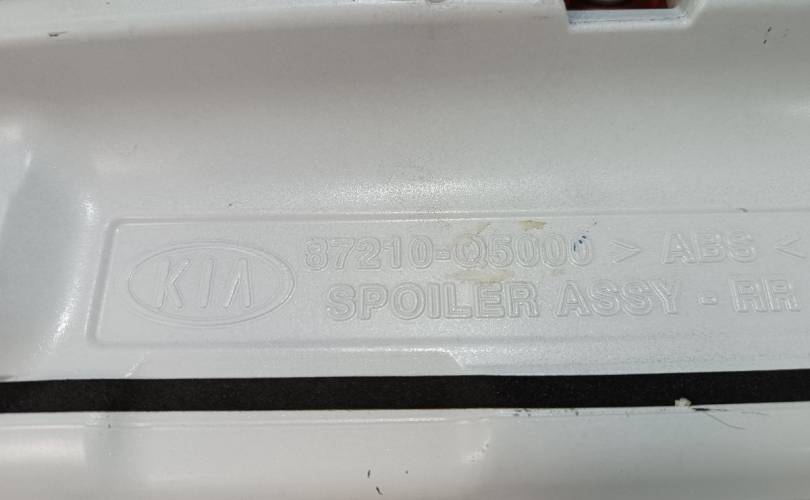 KIA
87210-Q5000 > ABS <
SPOILER ASSY - RR